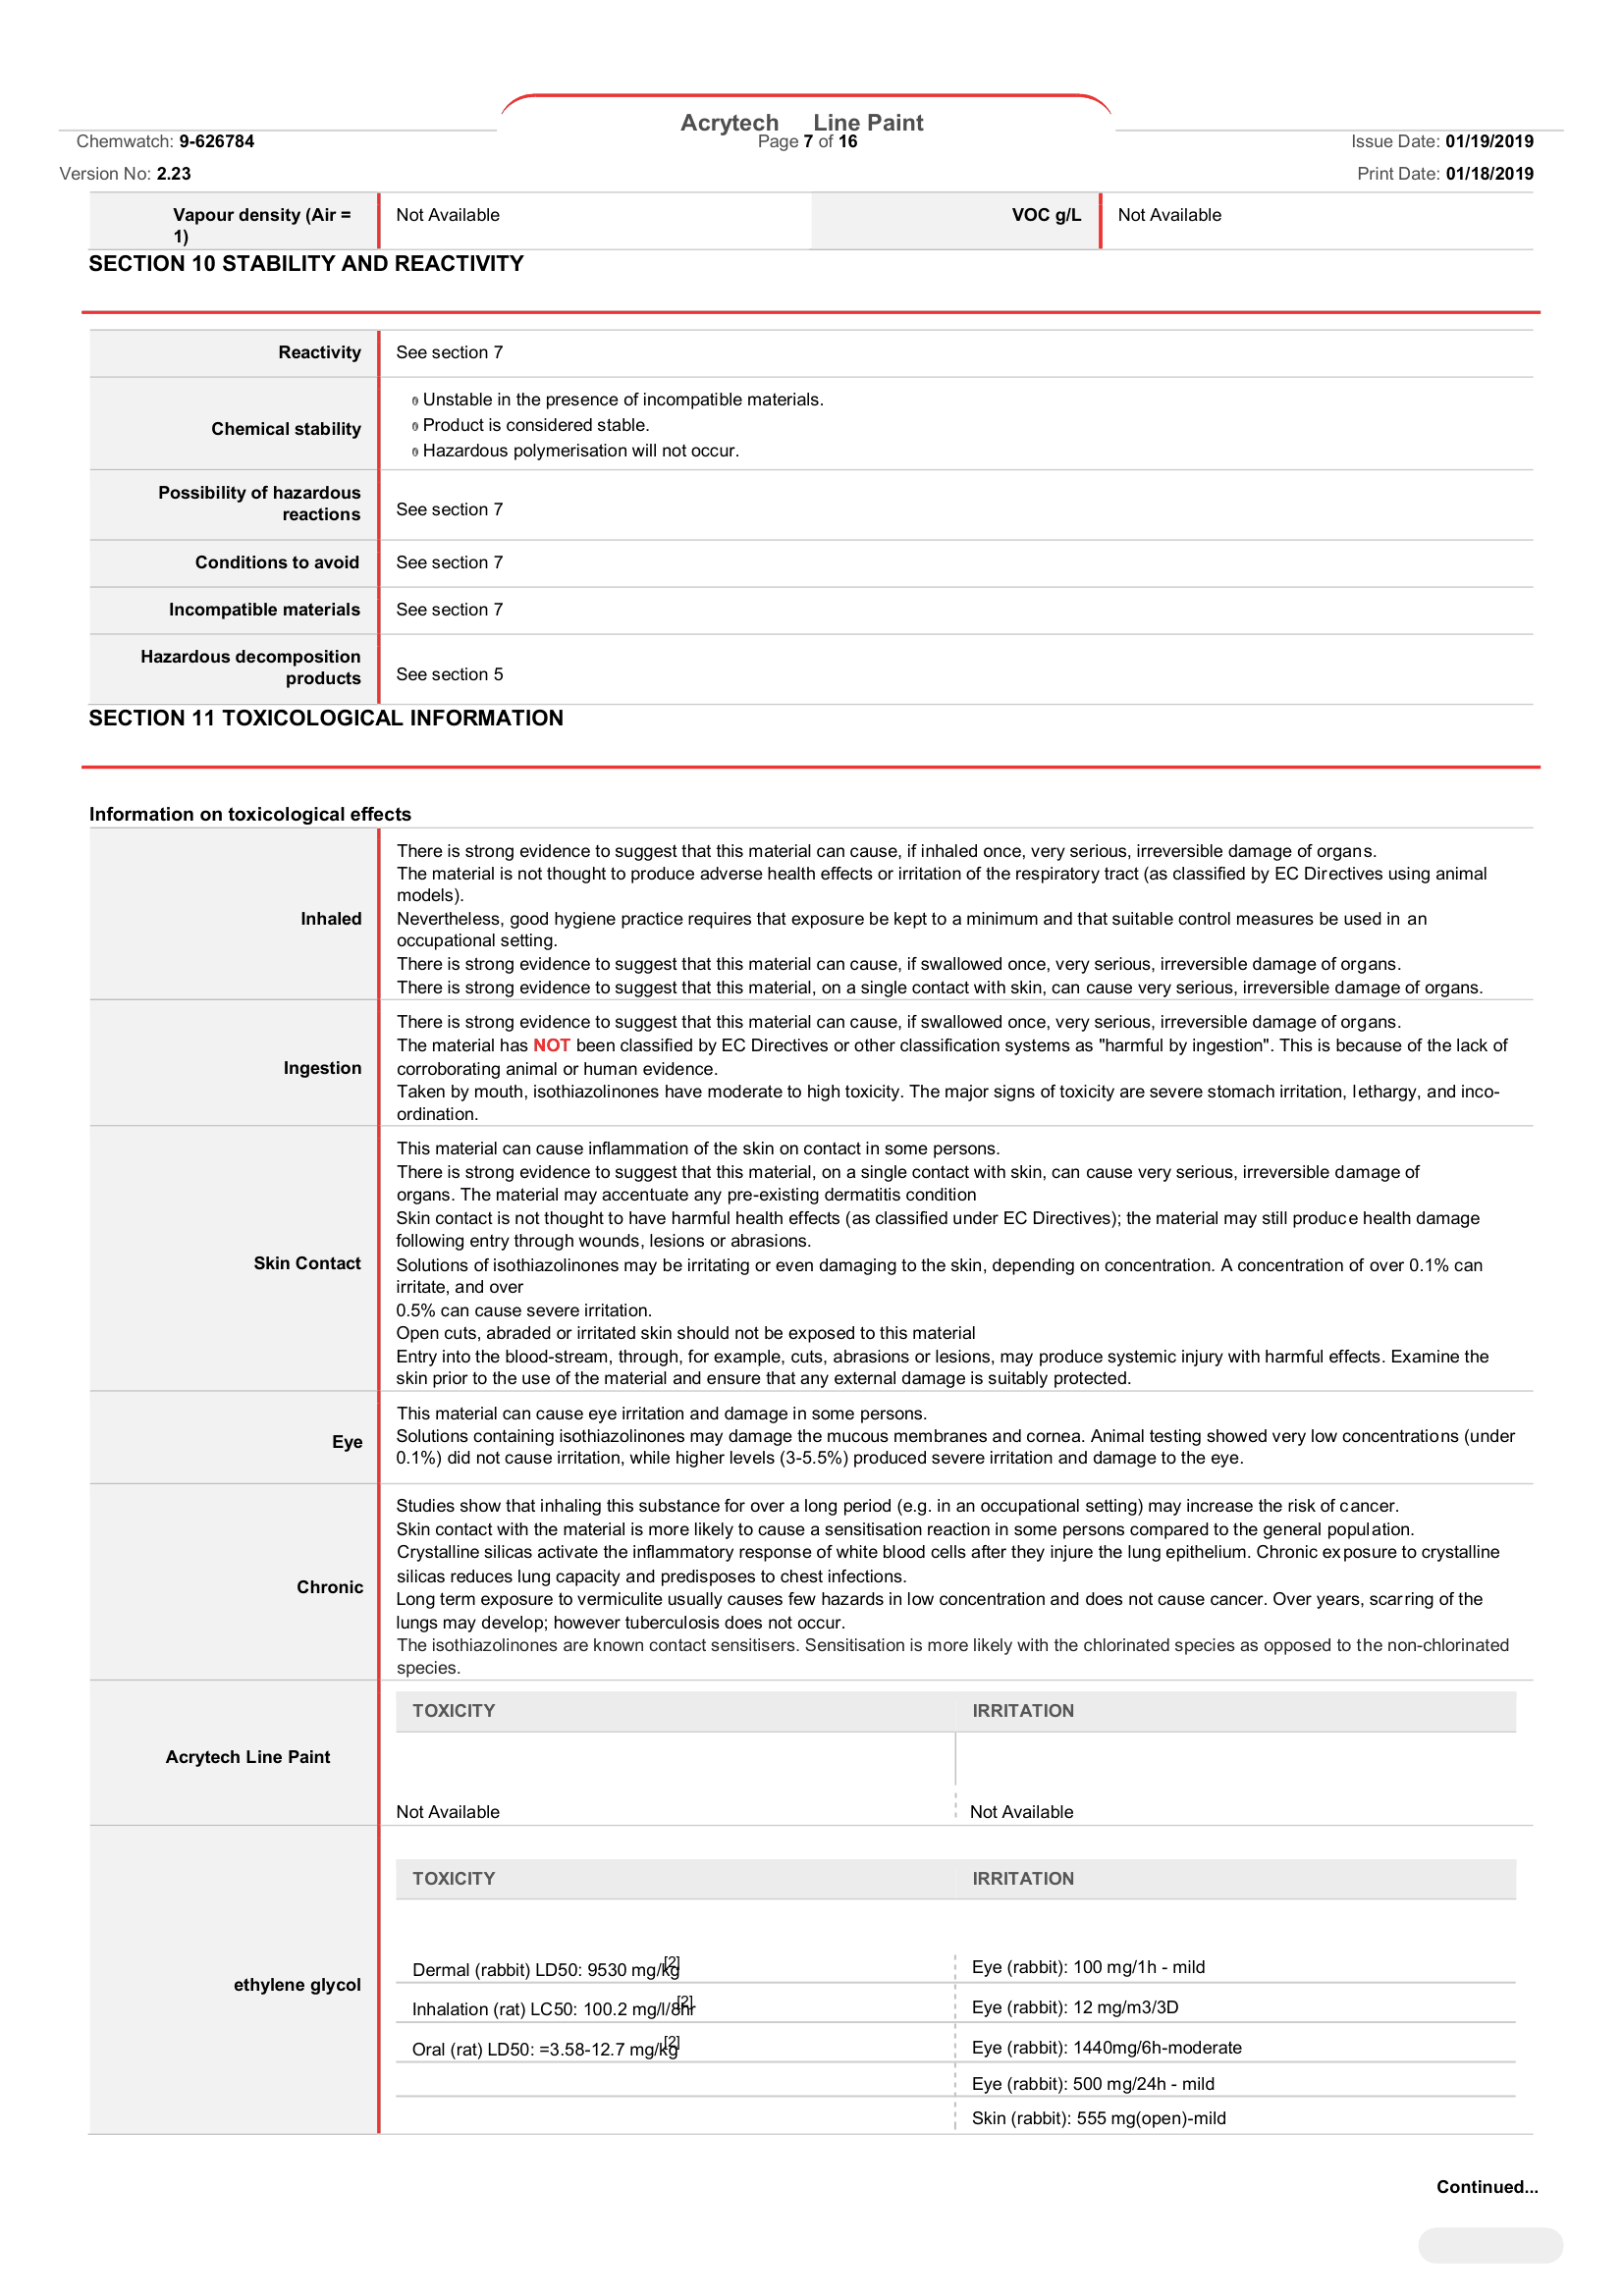 Acrytech Line Paint
Chemwatch: 9-626784
Page 7 of 16
Issue Date: 01/19/2019
Version No: 2.23
Print Date: 01/18/2019
Vapour density (Air =
1)
Not Available
VOC g/L
Not Available
SECTION 10 STABILITY AND REACTIVITY
Reactivity
See section 7
Chemical stability
Unstable in the presence of incompatible materials.
Product is considered stable.
Hazardous polymerisation will not occur.
Possibility of hazardous
reactions
See section 7
Conditions to avoid
See section 7
Incompatible materials
See section 7
Hazardous decomposition
products
See section 5
SECTION 11 TOXICOLOGICAL INFORMATION
Information on toxicological effects
Inhaled
There is strong evidence to suggest that this material can cause, if inhaled once, very serious, irreversible damage of organs.
The material is not thought to produce adverse health effects or irritation of the respiratory tract (as classified by EC Directives using animal
models).
Nevertheless, good hygiene practice requires that exposure be kept to a minimum and that suitable control measures be used in an
occupational setting.
There is strong evidence to suggest that this material can cause, if swallowed once, very serious, irreversible damage of organs.
There is strong evidence to suggest that this material, on a single contact with skin, can cause very serious, irreversible damage of organs.
Ingestion
There is strong evidence to suggest that this material can cause, if swallowed once, very serious, irreversible damage of organs.
The material has NOT been classified by EC Directives or other classification systems as "harmful by ingestion". This is because of the lack of
corroborating animal or human evidence.
Taken by mouth, isothiazolinones have moderate to high toxicity. The major signs of toxicity are severe stomach irritation, lethargy, and inco-
ordination.
Skin Contact
This material can cause inflammation of the skin on contact in some persons.
There is strong evidence to suggest that this material, on a single contact with skin, can cause very serious, irreversible damage of
organs. The material may accentuate any pre-existing dermatitis condition
Skin contact is not thought to have harmful health effects (as classified under EC Directives); the material may still produce health damage
following entry through wounds, lesions or abrasions.
Solutions of isothiazolinones may be irritating or even damaging to the skin, depending on concentration. A concentration of over 0.1% can
irritate, and over
0.5% can cause severe irritation.
Open cuts, abraded or irritated skin should not be exposed to this material
Entry into the blood-stream, through, for example, cuts, abrasions or lesions, may produce systemic injury with harmful effects. Examine the
skin prior to the use of the material and ensure that any external damage is suitably protected.
Eye
This material can cause eye irritation and damage in some persons.
Solutions containing isothiazolinones may damage the mucous membranes and cornea. Animal testing showed very low concentrations (under
0.1%) did not cause irritation, while higher levels (3-5.5%) produced severe irritation and damage to the eye.
Chronic
Studies show that inhaling this substance for over a long period (e.g. in an occupational setting) may increase the risk of cancer.
Skin contact with the material is more likely to cause a sensitisation reaction in some persons compared to the general population.
Crystalline silicas activate the inflammatory response of white blood cells after they injure the lung epithelium. Chronic exposure to crystalline
silicas reduces lung capacity and predisposes to chest infections.
Long term exposure to vermiculite usually causes few hazards in low concentration and does not cause cancer. Over years, scarring of the
lungs may develop; however tuberculosis does not occur.
The isothiazolinones are known contact sensitisers. Sensitisation is more likely with the chlorinated species as opposed to the non-chlorinated
species.
Acrytech Line Paint
TOXICITY
IRRITATION
Not Available
Not Available
ethylene glycol
TOXICITY
IRRITATION
Dermal (rabbit) LD50: 9530 mg/kg[2]
Eye (rabbit): 100 mg/1h - mild
Inhalation (rat) LC50: 100.2 mg/l/8hr[2]
Eye (rabbit): 12 mg/m3/3D
Oral (rat) LD50: =3.58-12.7 mg/kg[2]
Eye (rabbit): 1440mg/6h-moderate
Eye (rabbit): 500 mg/24h - mild
Skin (rabbit): 555 mg(open)-mild
Continued...